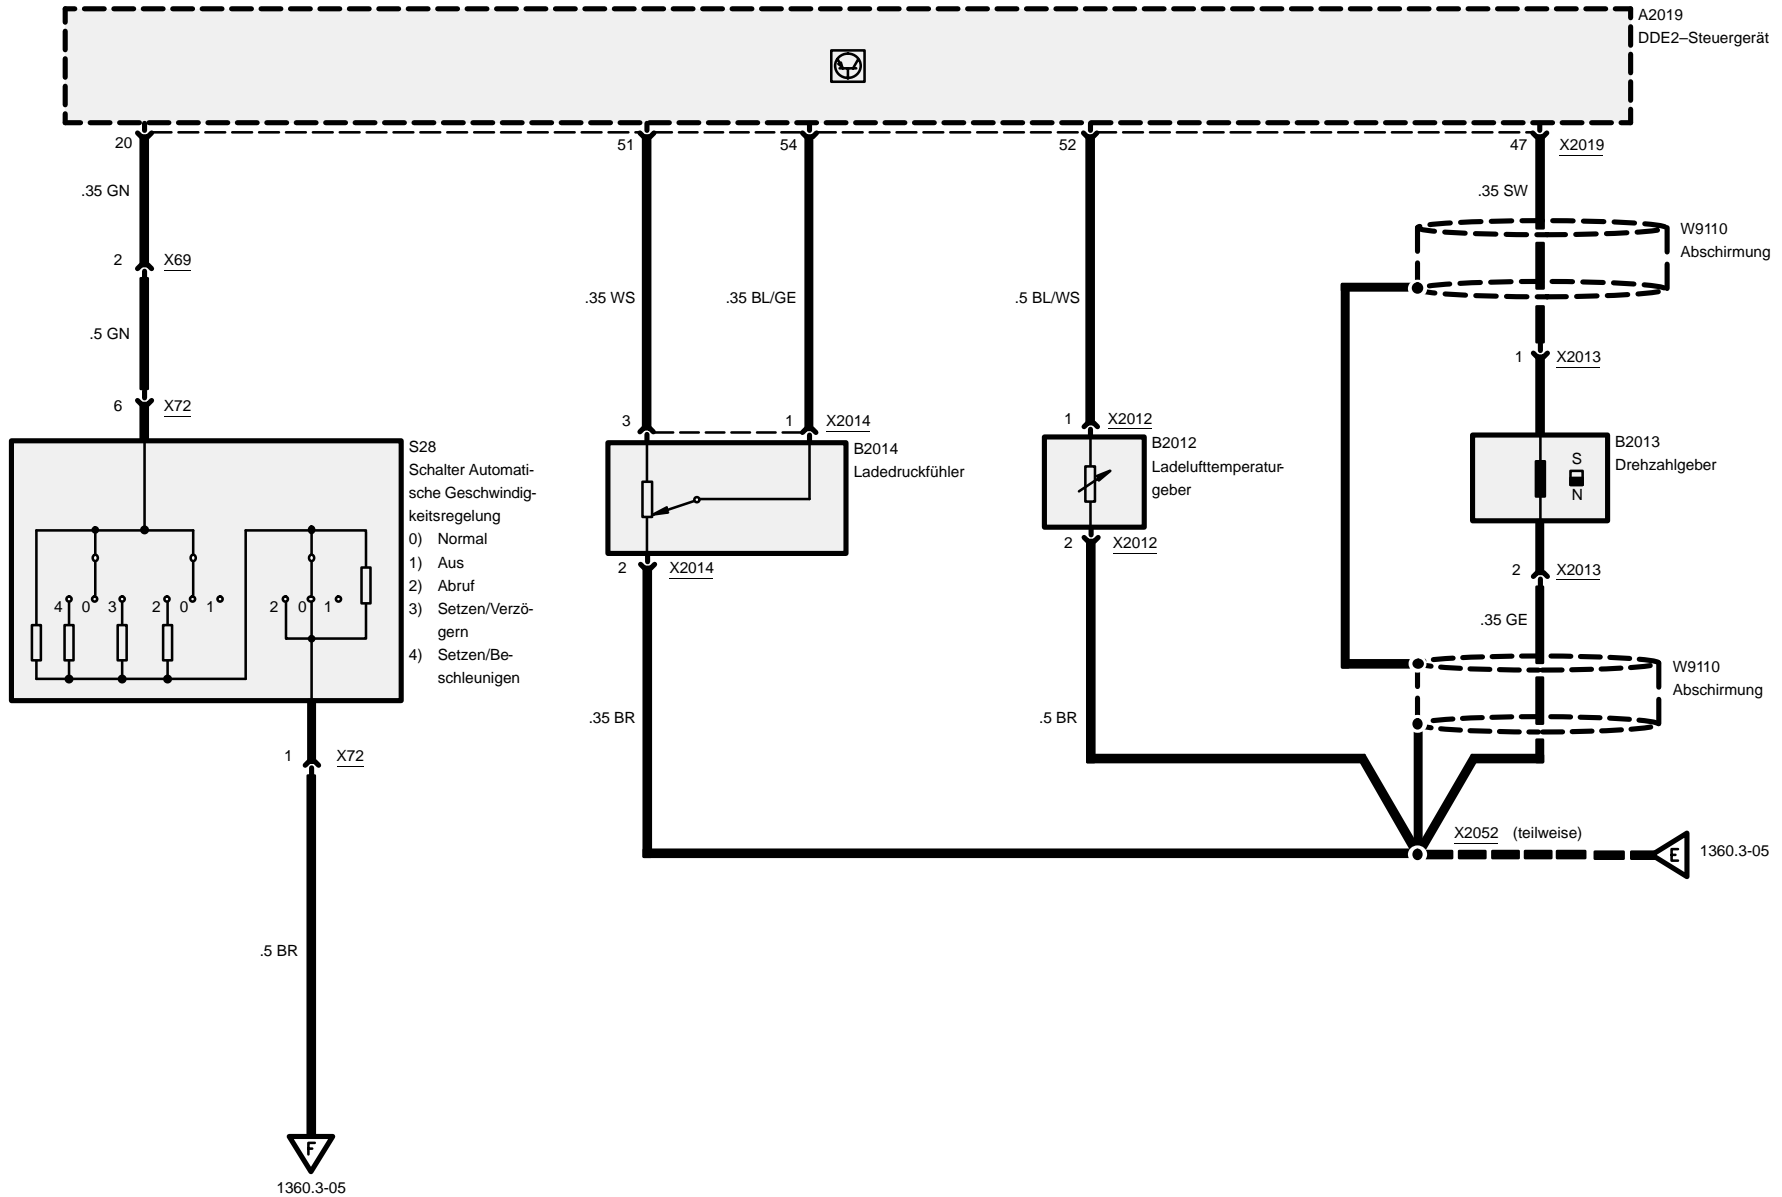 A2019
DDE2–Steuergerät
20
51
54
52
47
X2019
.35 GN
.35 SW
W9110
Abschirmung
2
X69
.35 WS
.35 BL/GE
.5 BL/WS
.5 GN
1
X2013
6
X72
3
1
X2014
1
X2012
S28
Schalter Automati-
sche Geschwindig-
keitsregelung
0) Normal
1) Aus
2) Abruf
3) Setzen/Verzö-
gern
4) Setzen/Be-
schleunigen
B2014
Ladedruckfühler
B2012
Ladelufttemperatur-
geber
B2013
Drehzahlgeber
S
N
4 0 3 2 0 1
2 0 1
2
X2014
2
X2012
2
X2013
.35 GE
W9110
Abschirmung
.35 BR
.5 BR
1
X72
X2052 (teilweise)
E
1360.3-05
.5 BR
F
1360.3-05